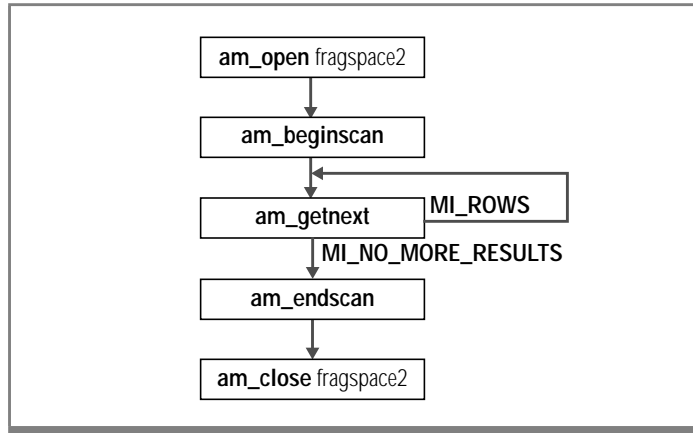 am_open fragspace2
am_beginscan
am_getnext
MI_ROWS
MI_NO_MORE_RESULTS
am_endscan
am_close fragspace2